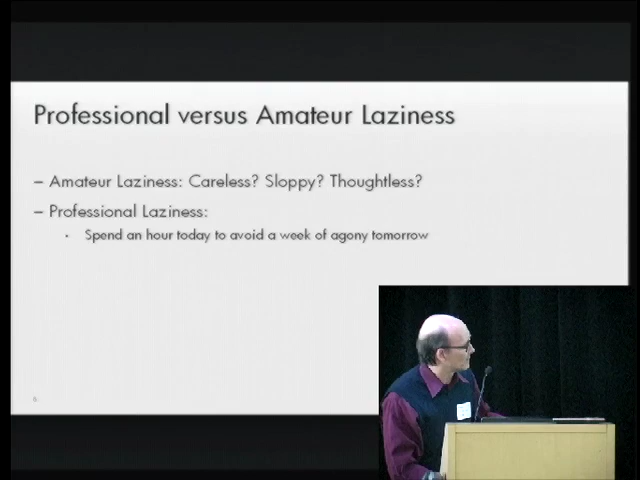 Professional versus Amateur Laziness
– Amateur Laziness: Careless? Sloppy? Thoughtless?
– Professional Laziness:
• Spend an hour today to avoid a week of agony tomorrow